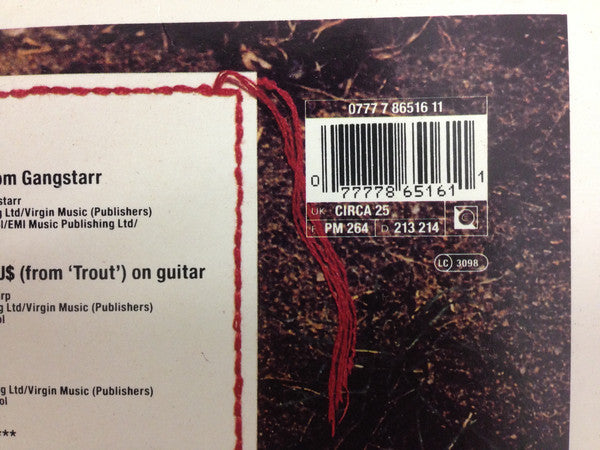 om Gangstarr
starr
g Ltd/Virgin Music (Publishers)
l/EMI Music Publishing Ltd/
U$ (from ‘Trout’) on guitar
arp
g Ltd/Virgin Music (Publishers)
ol
g Ltd/Virgin Music (Publishers)
ol
***
0777 7 86516 11
0 77778 65161 1
UK: CIRCA 25
F: PM 264 D: 213 214
LC 3098